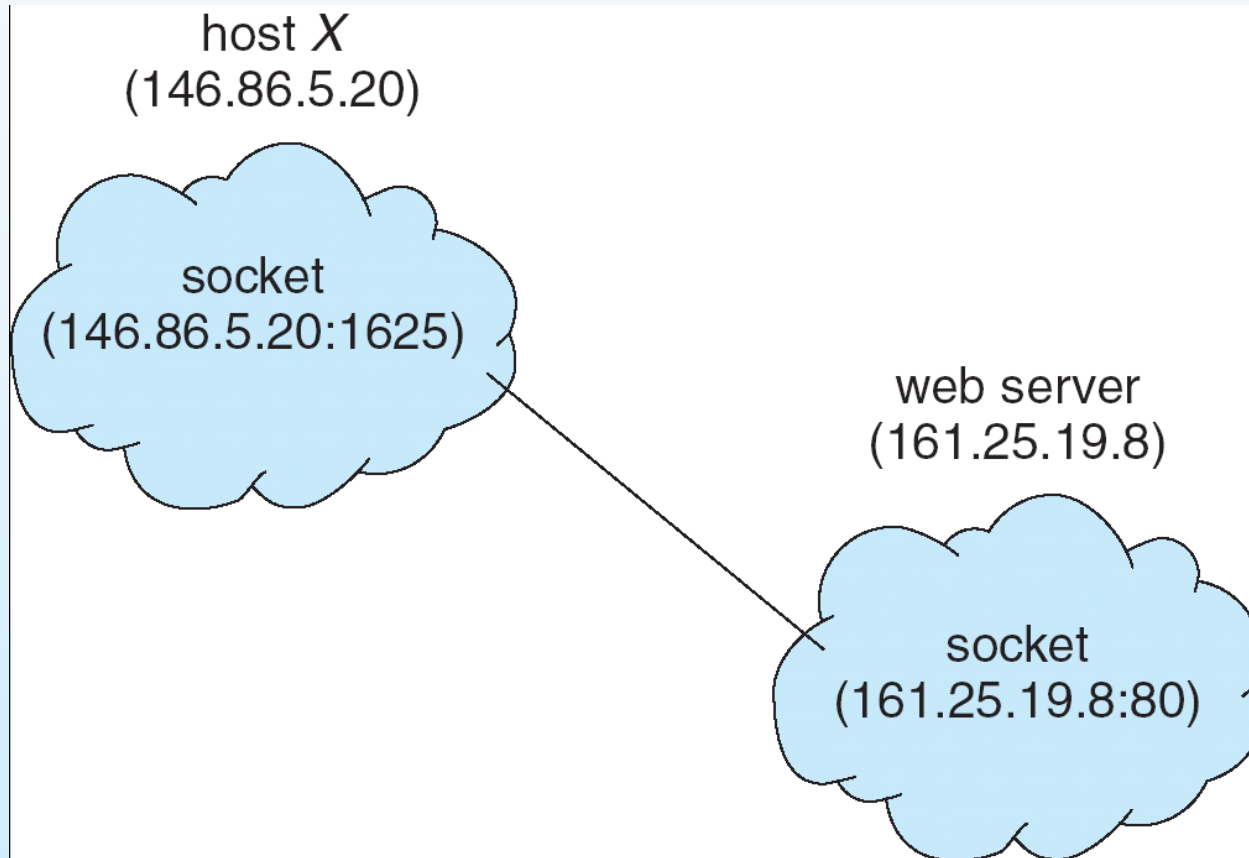 host X
(146.86.5.20)
socket
(146.86.5.20:1625)
web server
(161.25.19.8)
socket
(161.25.19.8:80)